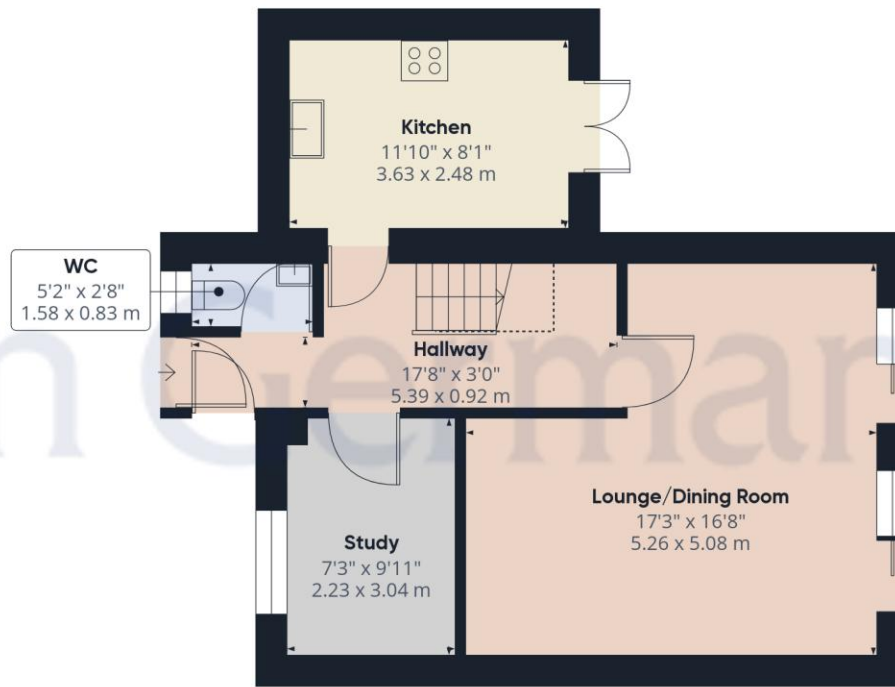 Kitchen
11'10" x 8'1"
3.63 x 2.48 m
WC
5'2" x 2'8"
1.58 x 0.83 m
Hallway
17'8" x 3'0"
5.39 x 0.92 m
Lounge/Dining Room
17'3" x 16'8"
5.26 x 5.08 m
Study
7'3" x 9'11"
2.23 x 3.04 m